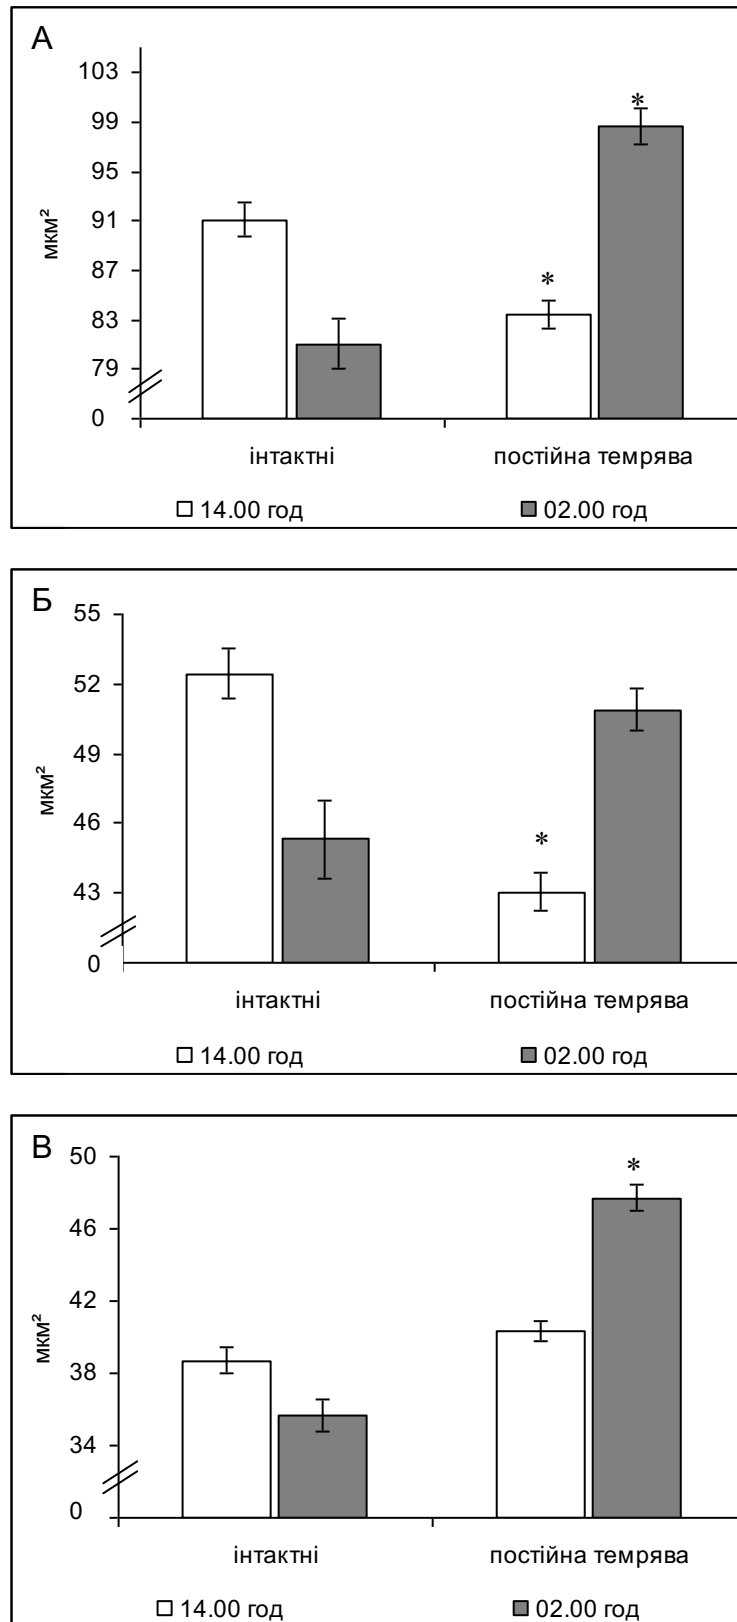 А
103
99
95
91
87
83
79
0
мкм²
*
*
інтактні постійна темрява
14.00 год 02.00 год
Б
55
52
49
46
43
0
мкм²
*
інтактні постійна темрява
14.00 год 02.00 год
В
50
46
42
38
34
0
мкм²
*
інтактні постійна темрява
14.00 год 02.00 год